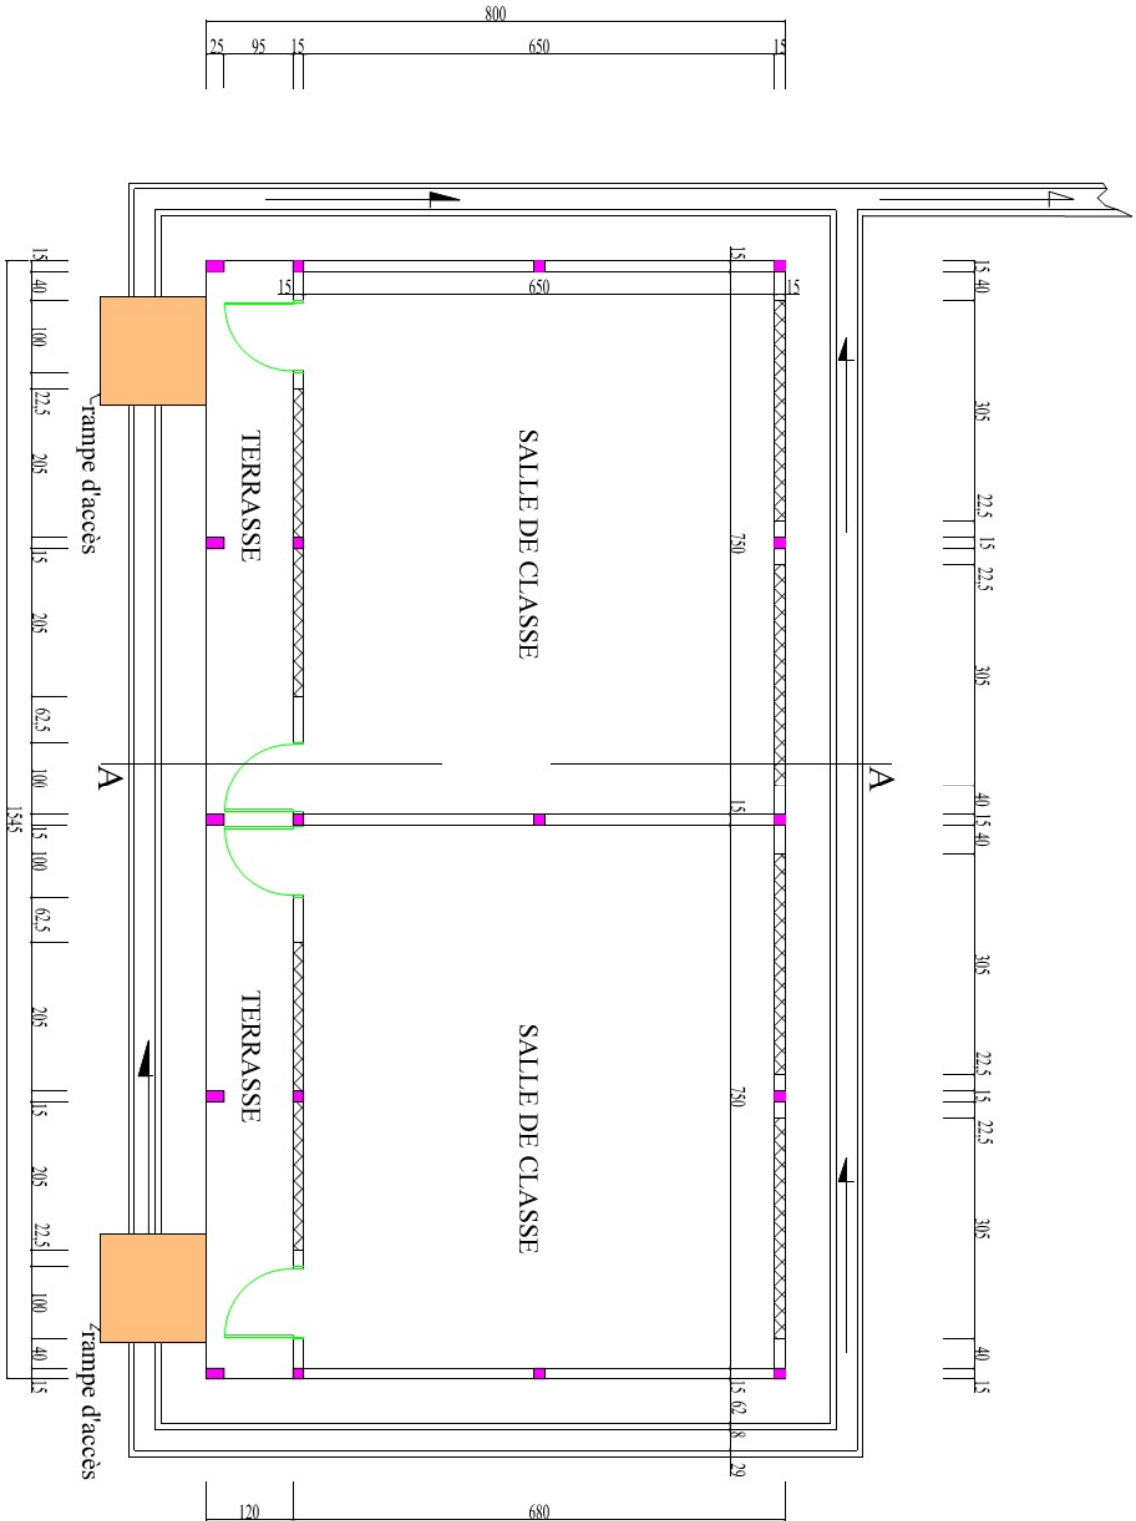 800
25 95 15 650 15
15 650 15
15
750
15
750
15 62 8 29
15 40 100 22,5 205 15 205 62,5 100 15 100 62,5 205 15 205 22,5 100 40 15
1545
15 40 305 22,5 15 22,5 305 40 15 40 305 22,5 15 22,5 305 40 15
rampe d'accès
TERRASSE
SALLE DE CLASSE
A
A
TERRASSE
SALLE DE CLASSE
rampe d'accès
120 680